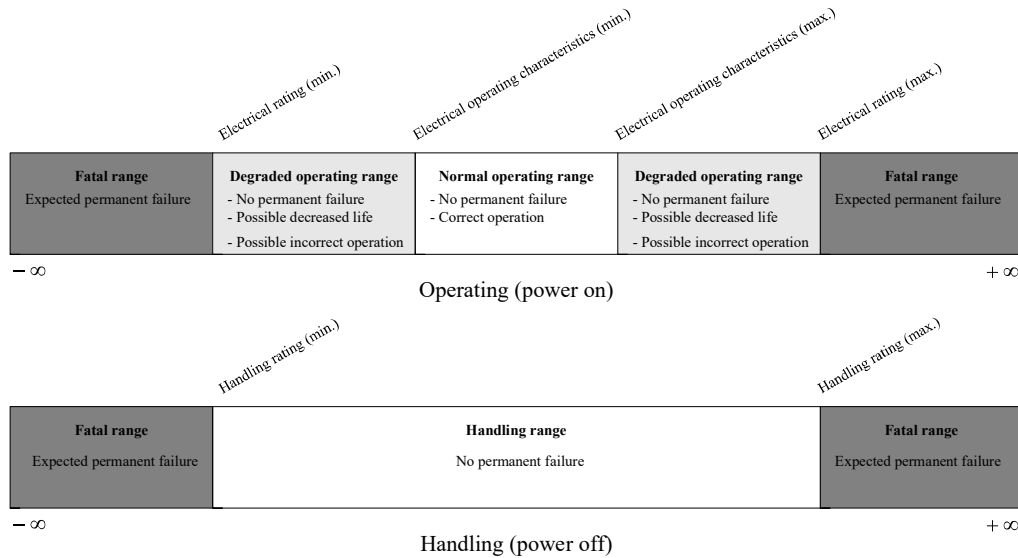 Electrical rating (min.)
Electrical operating characteristics (min.)
Electrical operating characteristics (max.)
Electrical rating (max.)
Fatal range
Expected permanent failure
Degraded operating range
- No permanent failure
- Possible decreased life
- Possible incorrect operation
Normal operating range
- No permanent failure
- Correct operation
Degraded operating range
- No permanent failure
- Possible decreased life
- Possible incorrect operation
Fatal range
Expected permanent failure
– ∞
+ ∞
Operating (power on)
Handling rating (min.)
Handling rating (max.)
Fatal range
Expected permanent failure
Handling range
No permanent failure
Fatal range
Expected permanent failure
– ∞
+ ∞
Handling (power off)